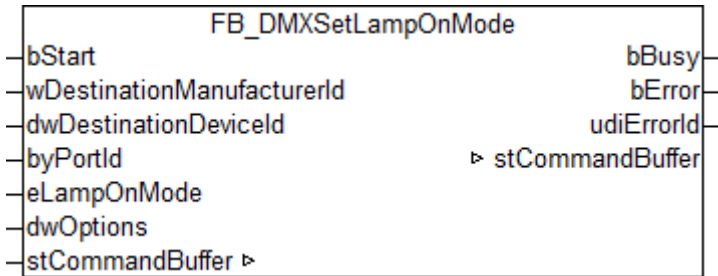 FB_DMXSetLampOnMode
bStart bBusy
wDestinationManufacturerId bError
dwDestinationDeviceId udiErrorId
byPortId ▹ stCommandBuffer
eLampOnMode
dwOptions
stCommandBuffer ▹